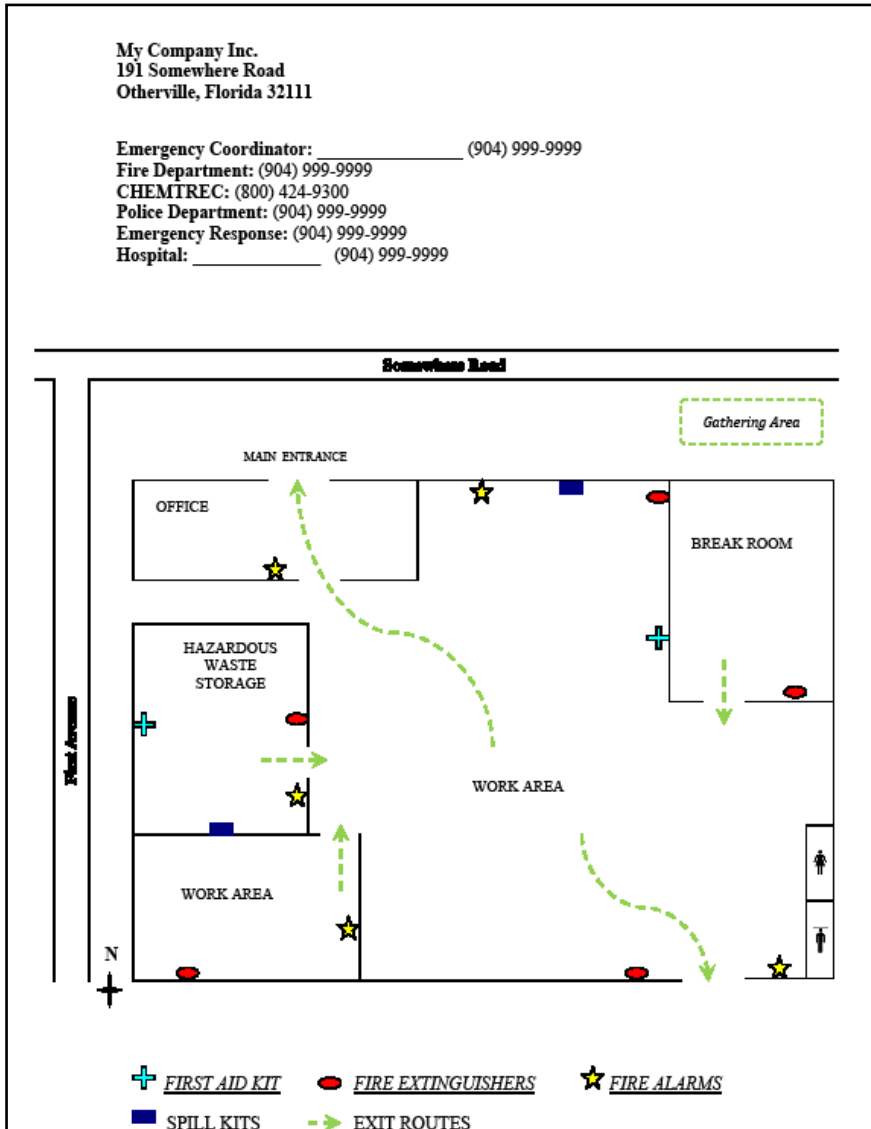 My Company Inc.
191 Somewhere Road
Otherville, Florida 32111
Emergency Coordinator: ________________ (904) 999-9999
Fire Department: (904) 999-9999
CHEMTREC: (800) 424-9300
Police Department: (904) 999-9999
Emergency Response: (904) 999-9999
Hospital: ______________ (904) 999-9999
Somewhere Road
Gathering Area
MAIN ENTRANCE
OFFICE
BREAK ROOM
HAZARDOUS
WASTE
STORAGE
First Avenue
WORK AREA
WORK AREA
N
FIRST AID KIT
FIRE EXTINGUISHERS
FIRE ALARMS
SPILL KITS
EXIT ROUTES